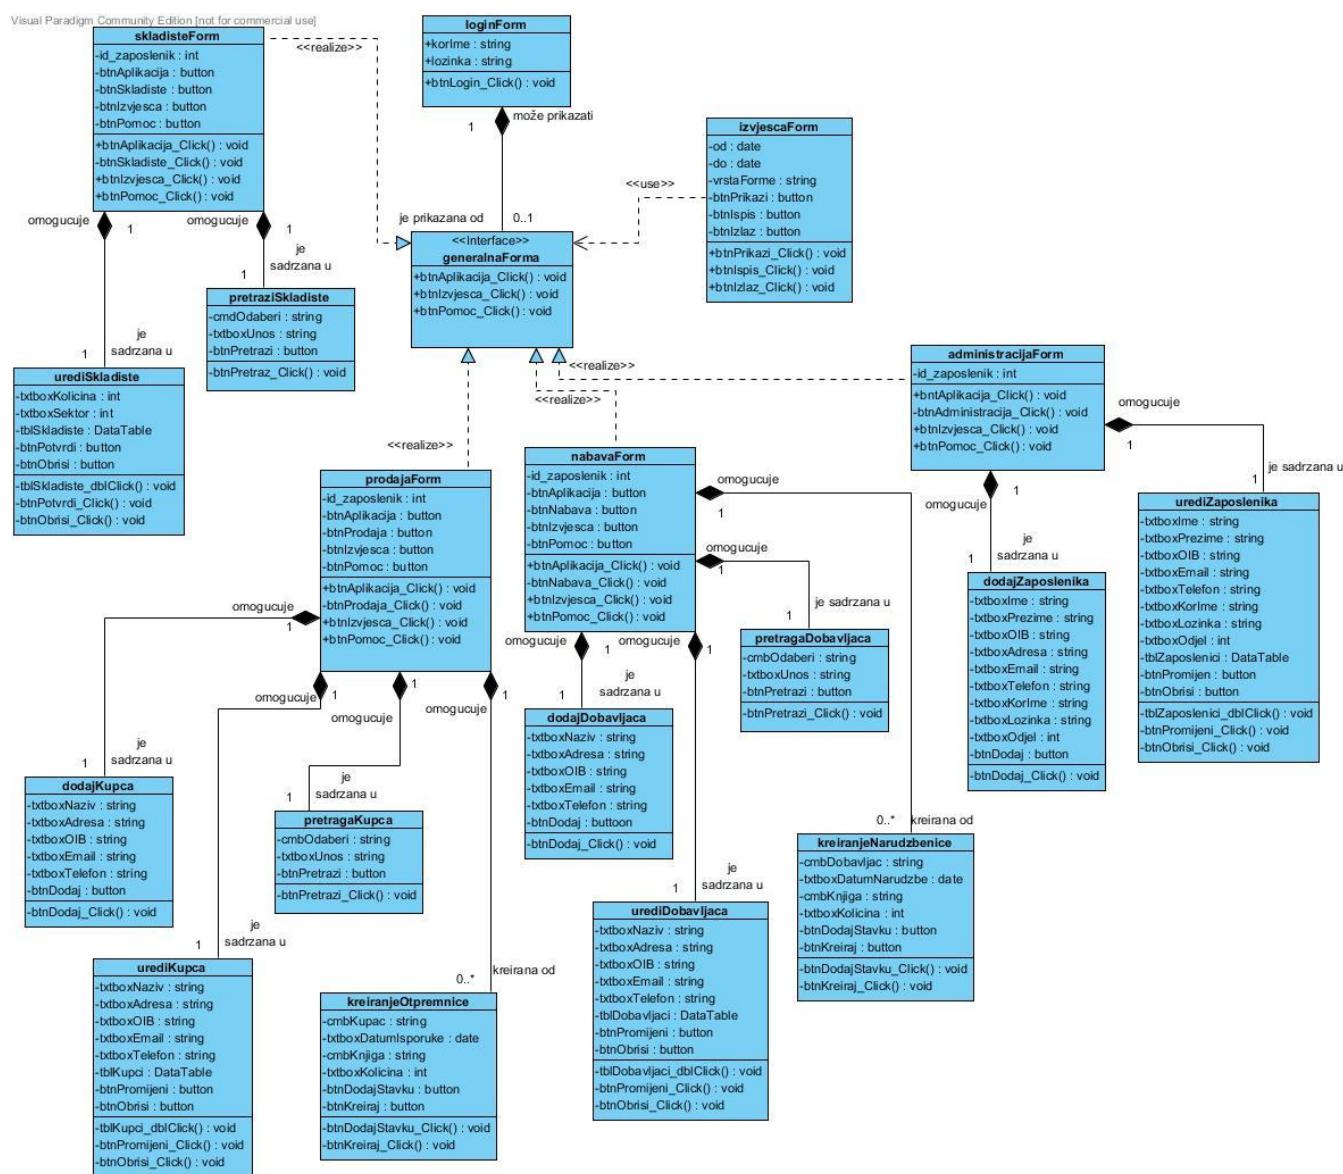 Visual Paradigm Community Edition [not for commercial use]
skladisteForm
-id_zaposlenik : int
-btnAplikacija : button
-btnSkladiste : button
-btnIzvjesca : button
-btnPomoc : button
+btnAplikacija_Click() : void
-btnSkladiste_Click() : void
+btnIzvjesca_Click() : void
+btnPomoc_Click() : void
<<realize>>
loginForm
+korIme : string
+lozinka : string
+btnLogin_Click() : void
1
može prikazati
je prikazana od
0..1
izvjescaForm
-od : date
-do : date
-vrstaForme : string
-btnPrikazi : button
-btnIspis : button
-btnIzlaz : button
+btnPrikazi_Click() : void
+btnIspis_Click() : void
+btnIzlaz_Click() : void
<<use>>
<<Interface>>
generalnaForma
+btnAplikacija_Click() : void
+btnIzvjesca_Click() : void
+btnPomoc_Click() : void
omogucuje
1
omogucuje
1
je
sadrzana u
1
pretraziSkladiste
-cmdOdaberi : string
-txtboxUnos : string
-btnPretrazi : button
-btnPretraz_Click() : void
je
sadrzana u
1
urediSkladiste
-txtboxKolicina : int
-txtboxSektor : int
-tblSkladiste : DataTable
-btnPotvrdi : button
-btnObrisi : button
-tblSkladiste_dblClick() : void
-btnPotvrdi_Click() : void
-btnObrisi_Click() : void
<<realize>>
<<realize>>
<<realize>>
administracijaForm
-id_zaposlenik : int
+bntAplikacija_Click() : void
-btnAdministracija_Click() : void
+btnIzvjesca_Click() : void
+btnPomoc_Click() : void
omogucuje
1
je sadrzana u
1
urediZaposlenika
-txtboxIme : string
-txtboxPrezime : string
-txtboxOIB : string
-txtboxEmail : string
-txtboxTelefon : string
-txtboxKorIme : string
-txtboxLozinka : string
-txtboxOdjel : int
-tblZaposlenici : DataTable
-btnPromijen : button
-btnObrisi : button
-tblZaposlenici_dblClick() : void
-btnPromijeni_Click() : void
-btnObrisi_Click() : void
omogucuje
1
je
sadrzana u
1
dodajZaposlenika
-txtboxIme : string
-txtboxPrezime : string
-txtboxOIB : string
-txtboxAdresa : string
-txtboxEmail : string
-txtboxTelefon : string
-txtboxKorIme : string
-txtboxLozinka : string
-txtboxOdjel : int
-btnDodaj : button
-btnDodaj_Click() : void
prodajaForm
-id_zaposlenik : int
-btnAplikacija : button
-btnProdaja : button
-btnIzvjesca : button
-btnPomoc : button
+btnAplikacija_Click() : void
-btnProdaja_Click() : void
+btnIzvjesca_Click() : void
+btnPomoc_Click() : void
nabavaForm
-id_zaposlenik : int
-btnAplikacija : button
-btnNabava : button
-btnIzvjesca : button
-btnPomoc : button
+btnAplikacija_Click() : void
-btnNabava_Click() : void
+btnIzvjesca_Click() : void
+btnPomoc_Click() : void
omogucuje
1
omogucuje
1
je sadrzana u
1
pretragaDobavljaca
-cmbOdaberi : string
-txtboxUnos : string
-btnPretrazi : button
-btnPretrazi_Click() : void
omogucuje
1
je
sadrzana u
1
dodajDobavljaca
-txtboxNaziv : string
-txtboxAdresa : string
-txtboxOIB : string
-txtboxEmail : string
-txtboxTelefon : string
-btnDodaj : buttoon
-btnDodaj_Click() : void
omogucuje
1
je
sadrzana u
1
urediDobavljaca
-txtboxNaziv : string
-txtboxAdresa : string
-txtboxOIB : string
-txtboxEmail : string
-txtboxTelefon : string
-tblDobavljaci : DataTable
-btnPromijeni : button
-btnObrisi : button
-tblDobavljaci_dblClick() : void
-btnPromijeni_Click() : void
-btnObrisi_Click() : void
0..*
kreirana od
kreiranjeNarudzbenice
-cmbDobavljac : string
-txtboxDatumNarudzbe : date
-cmbKnjiga : string
-txtboxKolicina : int
-btnDodajStavku : button
-btnKreiraj : button
-btnDodajStavku_Click() : void
-btnKreiraj_Click() : void
omogucuje
1
je
sadrzana u
1
dodajKupca
-txtboxNaziv : string
-txtboxAdresa : string
-txtboxOIB : string
-txtboxEmail : string
-txtboxTelefon : string
-btnDodaj : button
-btnDodaj_Click() : void
omogucuje
1
je
sadrzana u
1
urediKupca
-txtboxNaziv : string
-txtboxAdresa : string
-txtboxOIB : string
-txtboxEmail : string
-txtboxTelefon : string
-tblKupci : DataTable
-btnPromijeni : button
-btnObrisi : button
-tblKupci_dblClick() : void
-btnPromijeni_Click() : void
-btnObrisi_Click() : void
omogucuje
1
je
sadrzana u
1
pretragaKupca
-cmbOdaberi : string
-txtboxUnos : string
-btnPretrazi : button
-btnPretrazi_Click() : void
omogucuje
1
0..*
kreirana od
kreiranjeOtpremnice
-cmbKupac : string
-txtboxDatumIsporuke : date
-cmbKnjiga : string
-txtboxKolicina : int
-btnDodajStavku : button
-btnKreiraj : button
-btnDodajStavku_Click() : void
-btnKreiraj_Click() : void